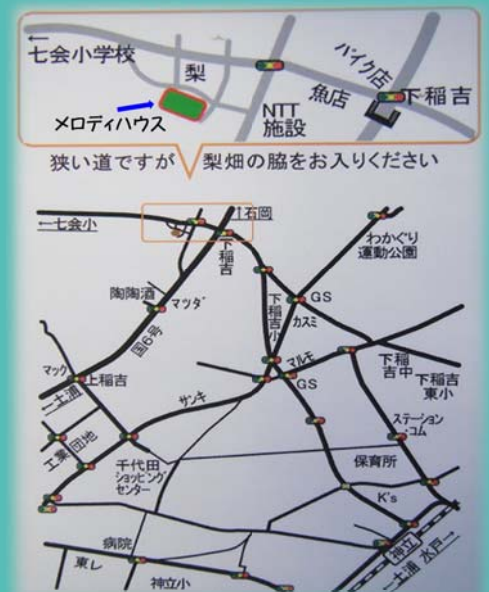 ←
七会小学校
梨
バイク店
魚店
下稲吉
メロディハウス
NTT
施設
狭い道ですが 梨畑の脇をお入りください
←七会小
↑石岡
下稲吉
わかぐり
運動公園
陶陶酒
マツダ
国6号
下稲吉小
GS
カスミ
マック
上稲吉
←土浦
サンキ
マルモ
GS
下稲
吉中
下稲吉
東小
工業団地
千代田
ショッピング
センター
ステーション
・コム
保育所
K's
病院
東レ
神立小
神立
←土浦 水戸→